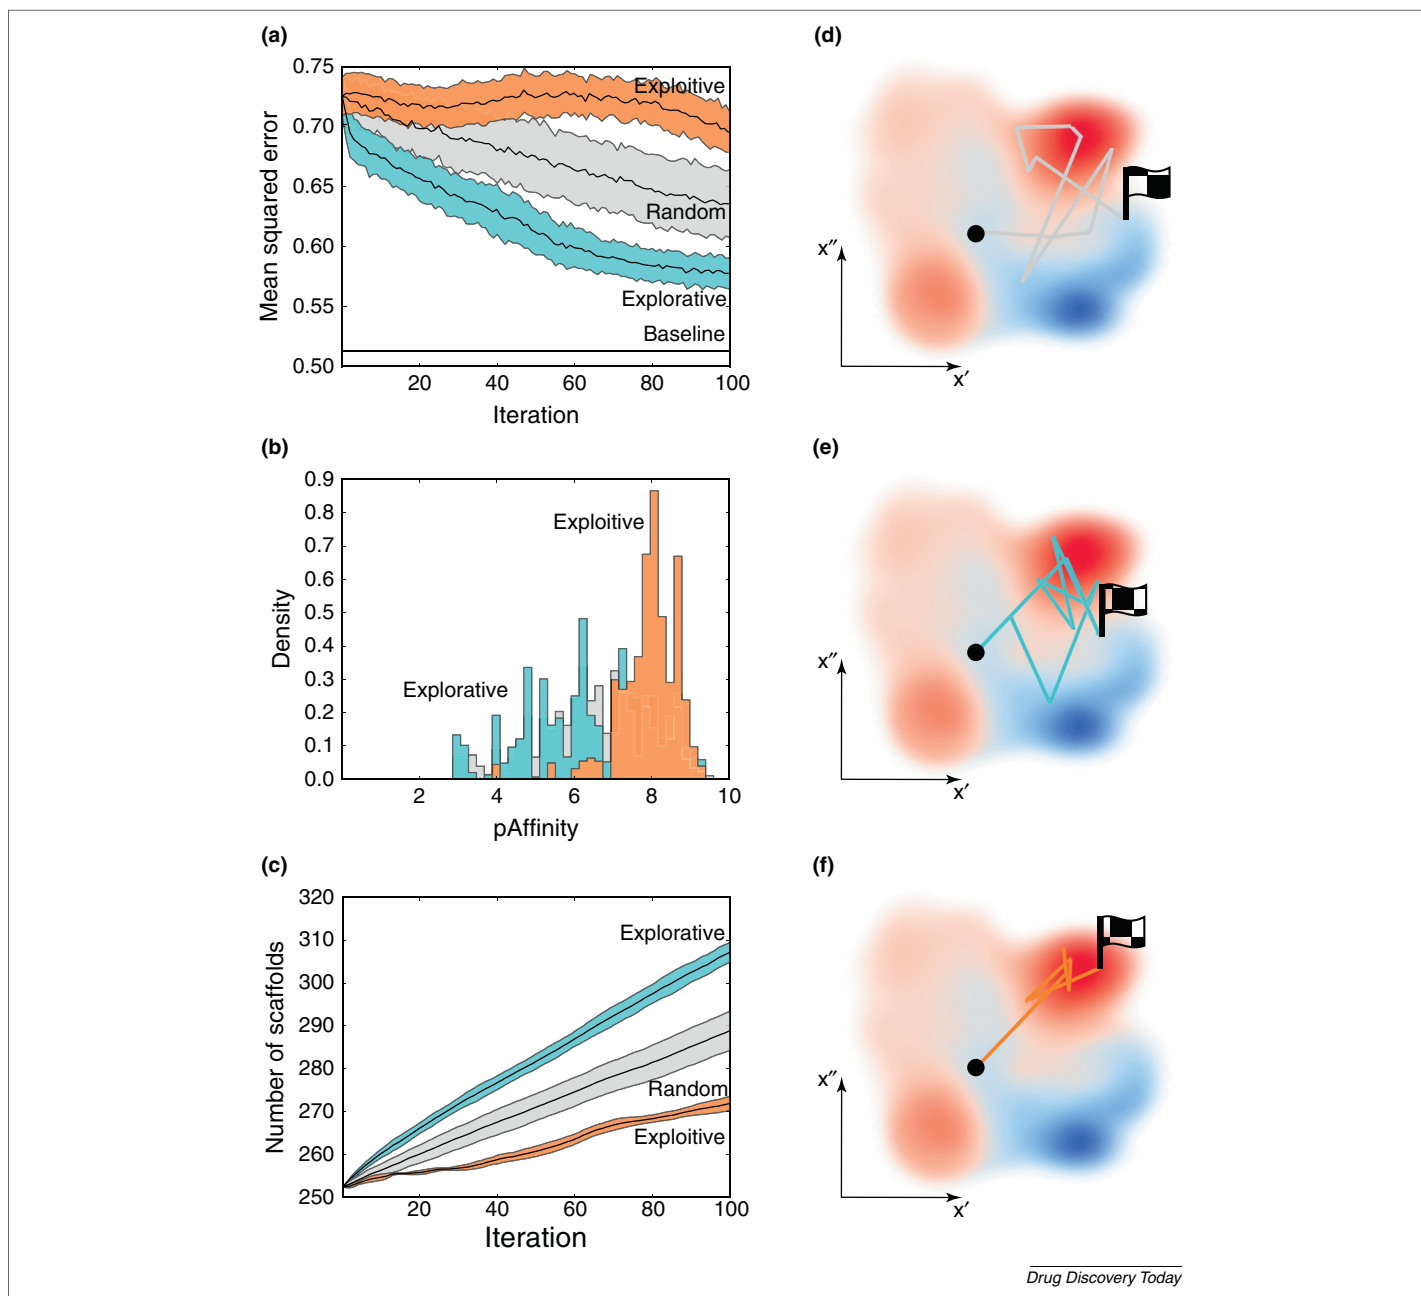 (a)
0.75
0.70
0.65
0.60
0.55
0.50
Mean squared error
Exploitive
Random
Explorative
Baseline
20 40 60 80 100
Iteration
(b)
0.9
0.8
0.7
0.6
0.5
0.4
0.3
0.2
0.1
0.0
Density
Exploitive
Explorative
2 4 6 8 10
pAffinity
(c)
320
310
300
290
280
270
260
250
Number of scaffolds
Explorative
Random
Exploitive
20 40 60 80 100
Iteration
(d)
x″
x′
(e)
x″
x′
(f)
x″
x′
Drug Discovery Today